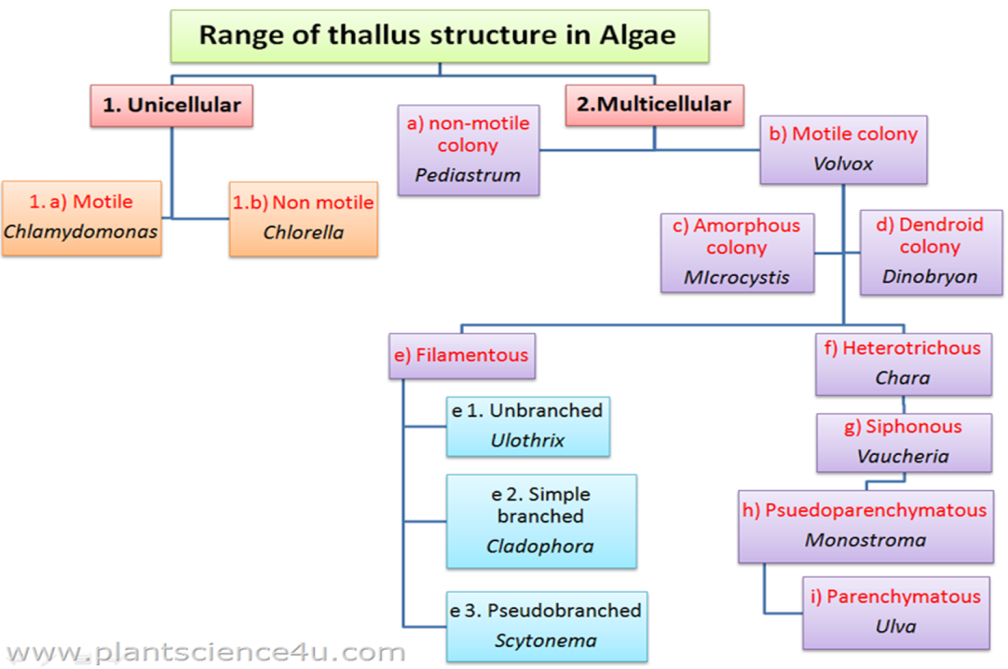 Range of thallus structure in Algae
1. Unicellular
2.Multicellular
1. a) Motile
Chlamydomonas
1.b) Non motile
Chlorella
a) non-motile
colony
Pediastrum
b) Motile colony
Volvox
c) Amorphous
colony
MIcrocystis
d) Dendroid
colony
Dinobryon
e) Filamentous
e 1. Unbranched
Ulothrix
e 2. Simple
branched
Cladophora
e 3. Pseudobranched
Scytonema
f) Heterotrichous
Chara
g) Siphonous
Vaucheria
h) Psuedoparenchymatous
Monostroma
i) Parenchymatous
Ulva
www.plantscience4u.com